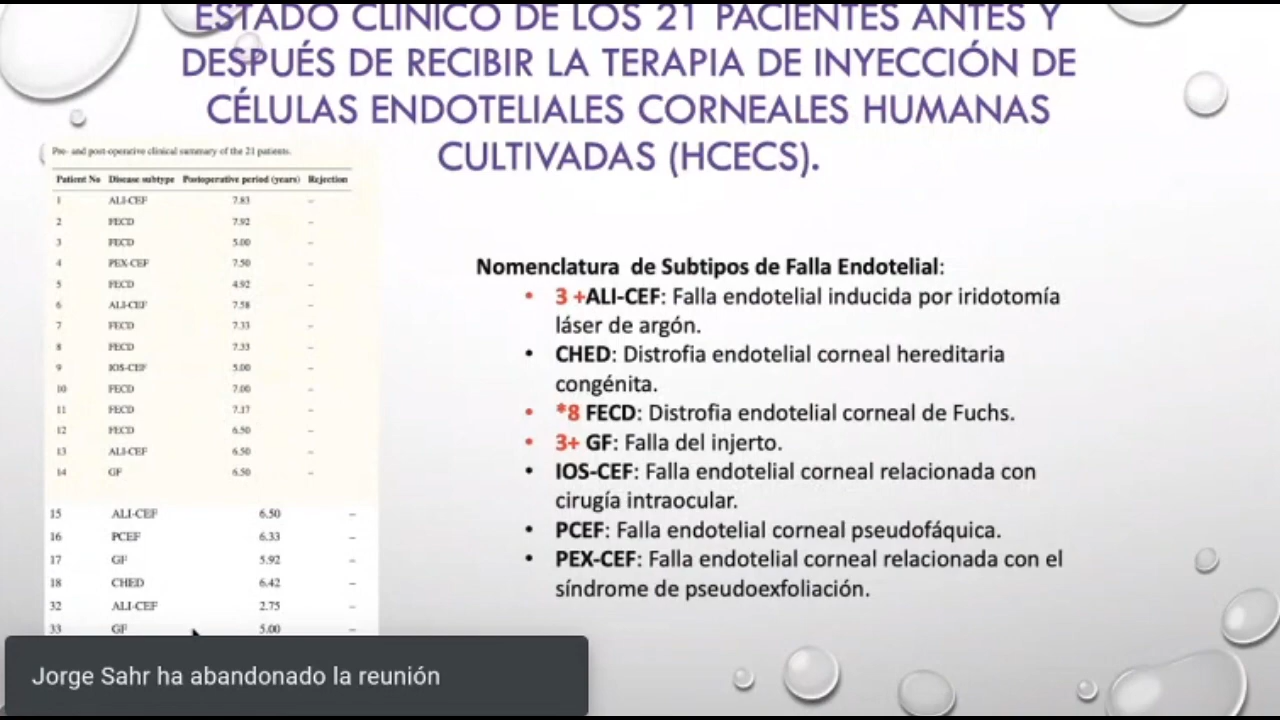 ESTADO CLÍNICO DE LOS 21 PACIENTES ANTES Y
DESPUÉS DE RECIBIR LA TERAPIA DE INYECCIÓN DE
CÉLULAS ENDOTELIALES CORNEALES HUMANAS
CULTIVADAS (HCECS).
Pre- and post-operative clinical summary of the 21 patients.
Patient No Disease subtype Postoperative period (years) Rejection
1 ALI-CEF 7.83 –
2 FECD 7.92 –
3 FECD 5.00 –
4 PEX-CEF 7.50 –
5 FECD 4.92 –
6 ALI-CEF 7.58 –
7 FECD 7.33 –
8 FECD 7.33 –
9 IOS-CEF 5.00 –
10 FECD 7.00 –
11 FECD 7.17 –
12 FECD 6.50 –
13 ALI-CEF 6.50 –
14 GF 6.50 –
15 ALI-CEF 6.50 –
16 PCEF 6.33 –
17 GF 5.92 –
18 CHED 6.42 –
32 ALI-CEF 2.75 –
33 GF 5.00 –
Nomenclatura de Subtipos de Falla Endotelial:
• 3 +ALI-CEF: Falla endotelial inducida por iridotomía
láser de argón.
• CHED: Distrofia endotelial corneal hereditaria
congénita.
• *8 FECD: Distrofia endotelial corneal de Fuchs.
• 3+ GF: Falla del injerto.
• IOS-CEF: Falla endotelial corneal relacionada con
cirugía intraocular.
• PCEF: Falla endotelial corneal pseudofáquica.
• PEX-CEF: Falla endotelial corneal relacionada con el
síndrome de pseudoexfoliación.
Jorge Sahr ha abandonado la reunión